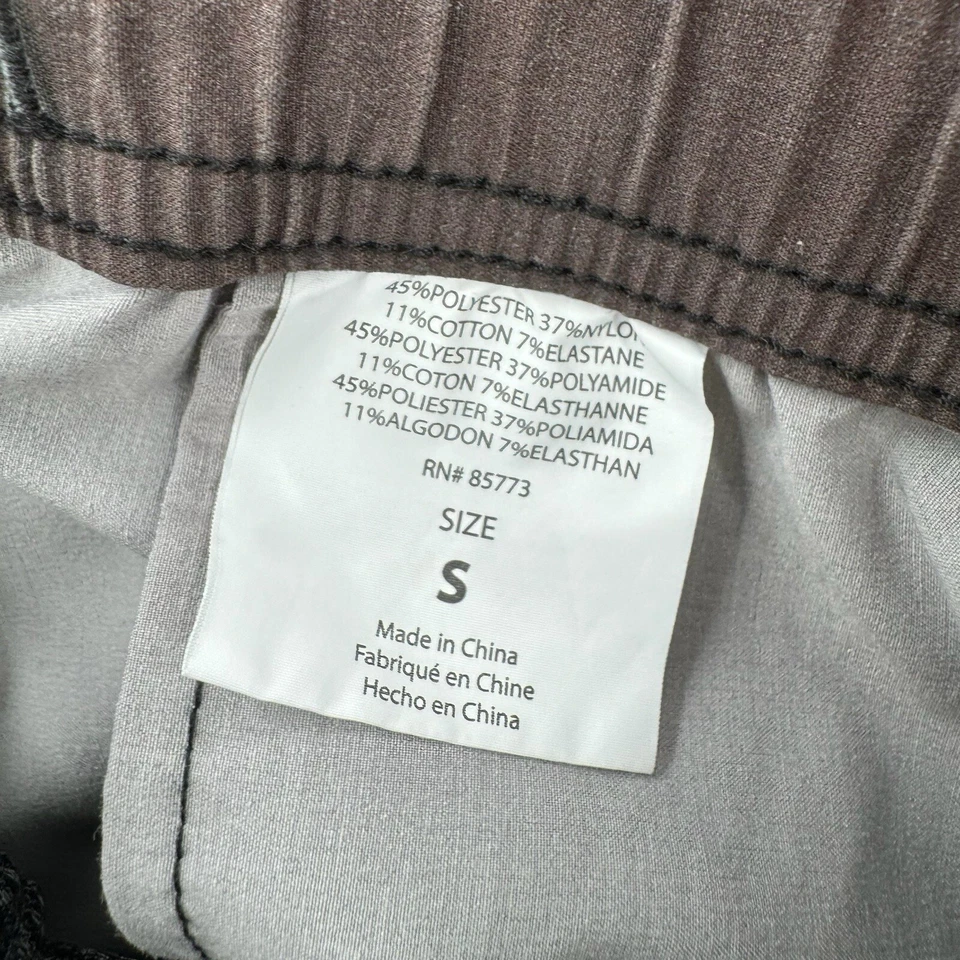 45%POLYESTER 37%NYLON
11%COTTON 7%ELASTANE
45%POLYESTER 37%POLYAMIDE
11%COTON 7%ELASTHANNE
45%POLIESTER 37%POLIAMIDA
11%ALGODON 7%ELASTHAN
RN# 85773
SIZE
S
Made in China
Fabriqué en Chine
Hecho en China